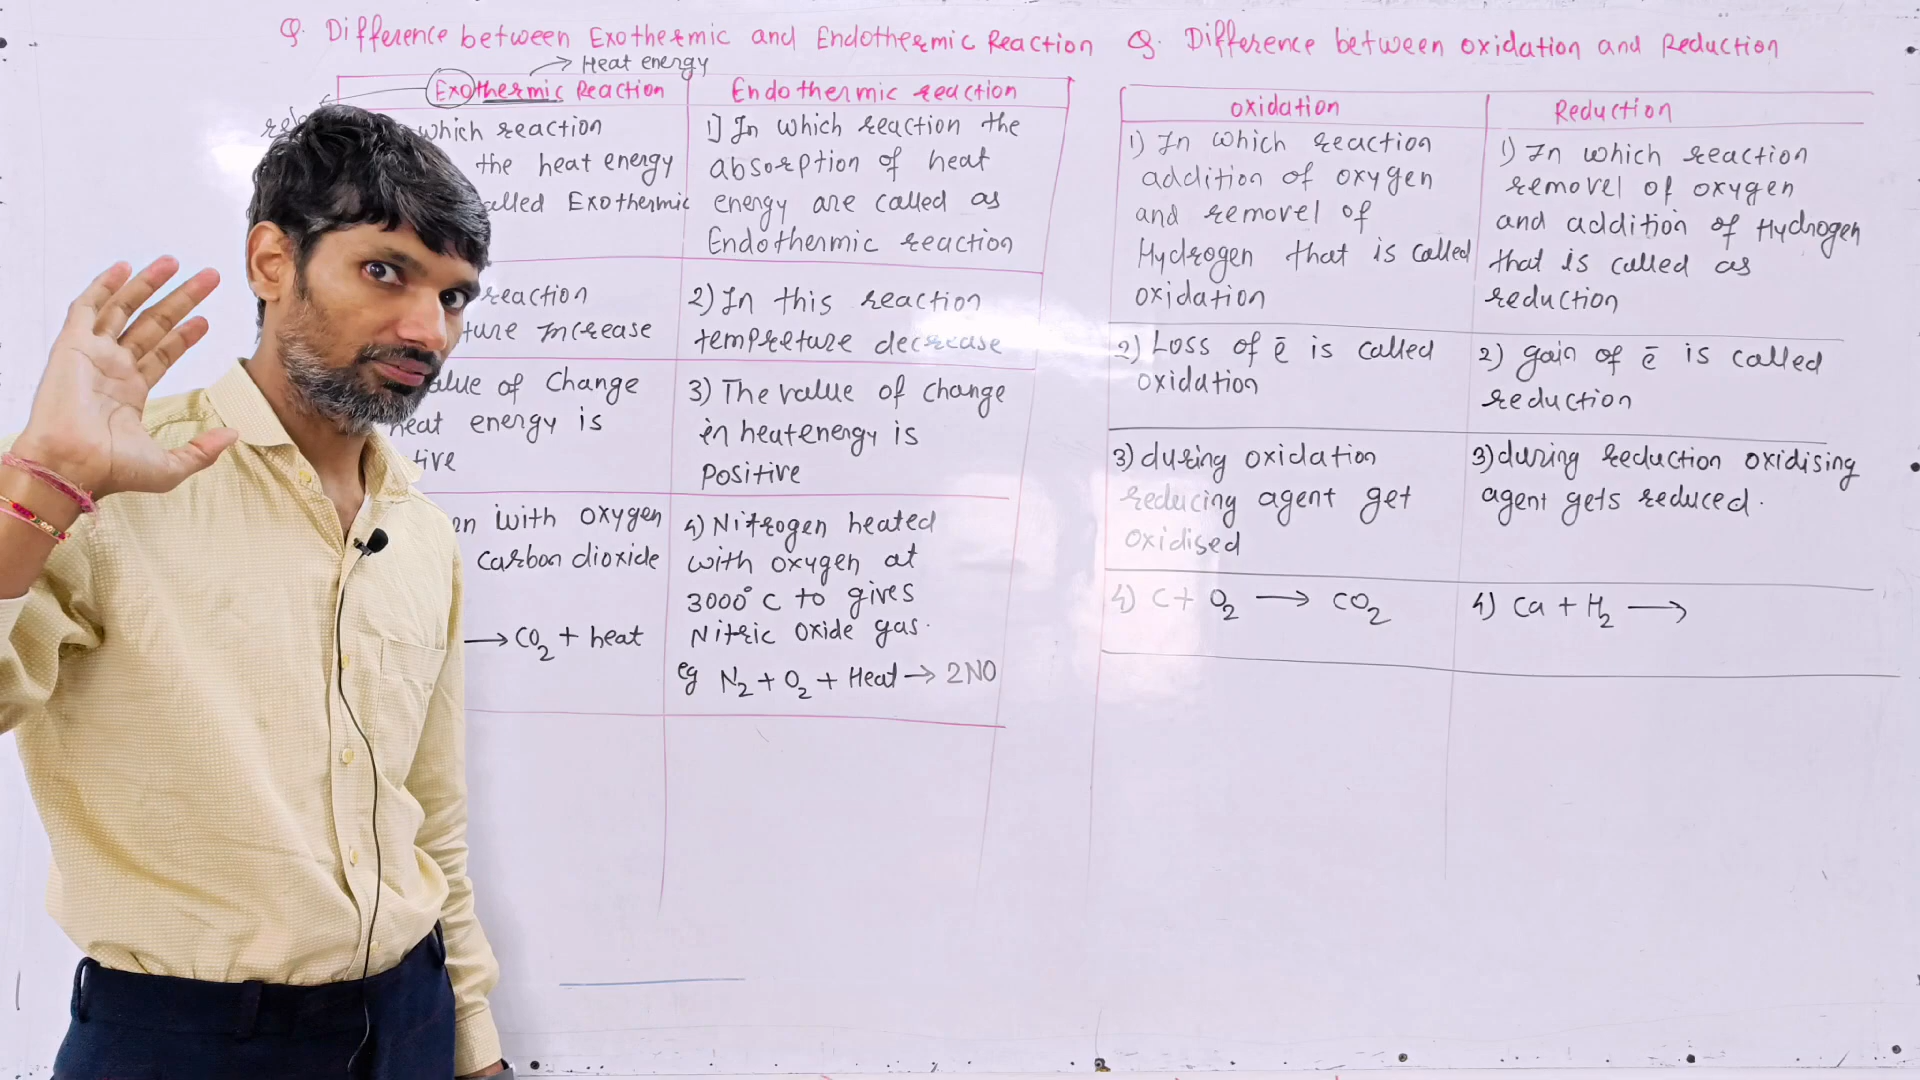 Q. Difference between Exothermic and Endothermic Reaction
Heat energy
Exothermic Reaction
Endothermic reaction
which reaction
the heat energy
called Exothermic
reaction
ture increase
alue of Change
heat energy is
tive
en with oxygen
carbon dioxide
→ CO₂ + heat
1] In which reaction the
absorption of heat
energy are called as
Endothermic reaction
2) In this reaction
tempreture decrease
3) The value of change
in heat energy is
Positive
4) Nitrogen heated
with oxygen at
3000° C to gives
Nitric oxide gas.
eg N₂ + O₂ + Heat → 2NO
Q. Difference between oxidation and Reduction
oxidation
Reduction
1) In which reaction
addition of oxygen
and removel of
Hydrogen that is called
oxidation
2) Loss of ē is called
oxidation
3) during oxidation
reducing agent get
oxidised
4) C + O₂ → CO₂
1) In which reaction
removel of oxygen
and addition of Hydrogen
that is called as
reduction
2) gain of ē is called
reduction
3) during reduction oxidising
agent gets reduced.
4) Ca + H₂ →